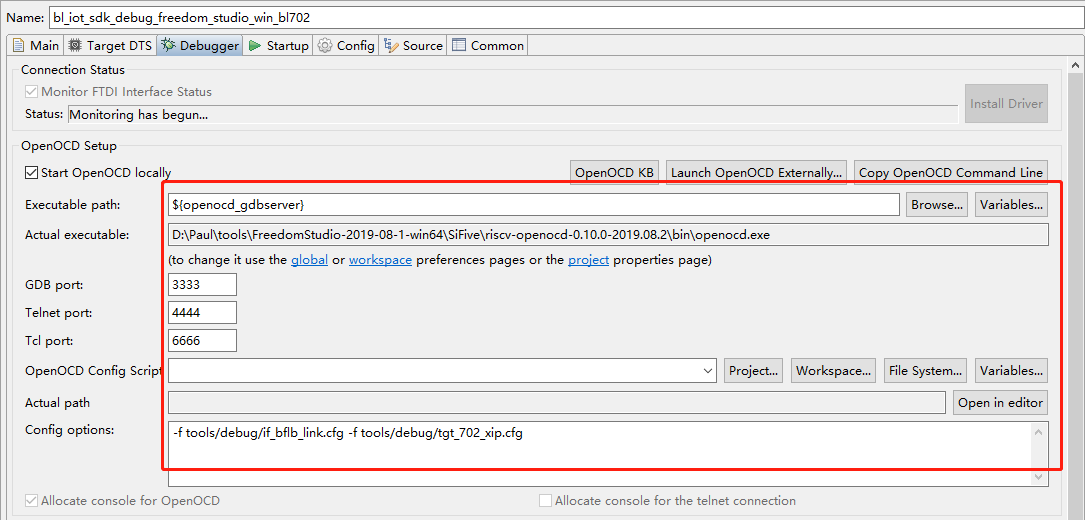 Name: bl_iot_sdk_debug_freedom_studio_win_bl702
Main Target DTS Debugger Startup Config Source Common
Connection Status
Monitor FTDI Interface Status
Status: Monitoring has begun... Install Driver
OpenOCD Setup
Start OpenOCD locally OpenOCD KB Launch OpenOCD Externally... Copy OpenOCD Command Line
Executable path: ${openocd_gdbserver} Browse... Variables...
Actual executable: D:\Paul\tools\FreedomStudio-2019-08-1-win64\SiFive\riscv-openocd-0.10.0-2019.08.2\bin\openocd.exe
(to change it use the global or workspace preferences pages or the project properties page)
GDB port: 3333
Telnet port: 4444
Tcl port: 6666
OpenOCD Config Script Project... Workspace... File System... Variables...
Actual path Open in editor
Config options: -f tools/debug/if_bflb_link.cfg -f tools/debug/tgt_702_xip.cfg
Allocate console for OpenOCD Allocate console for the telnet connection